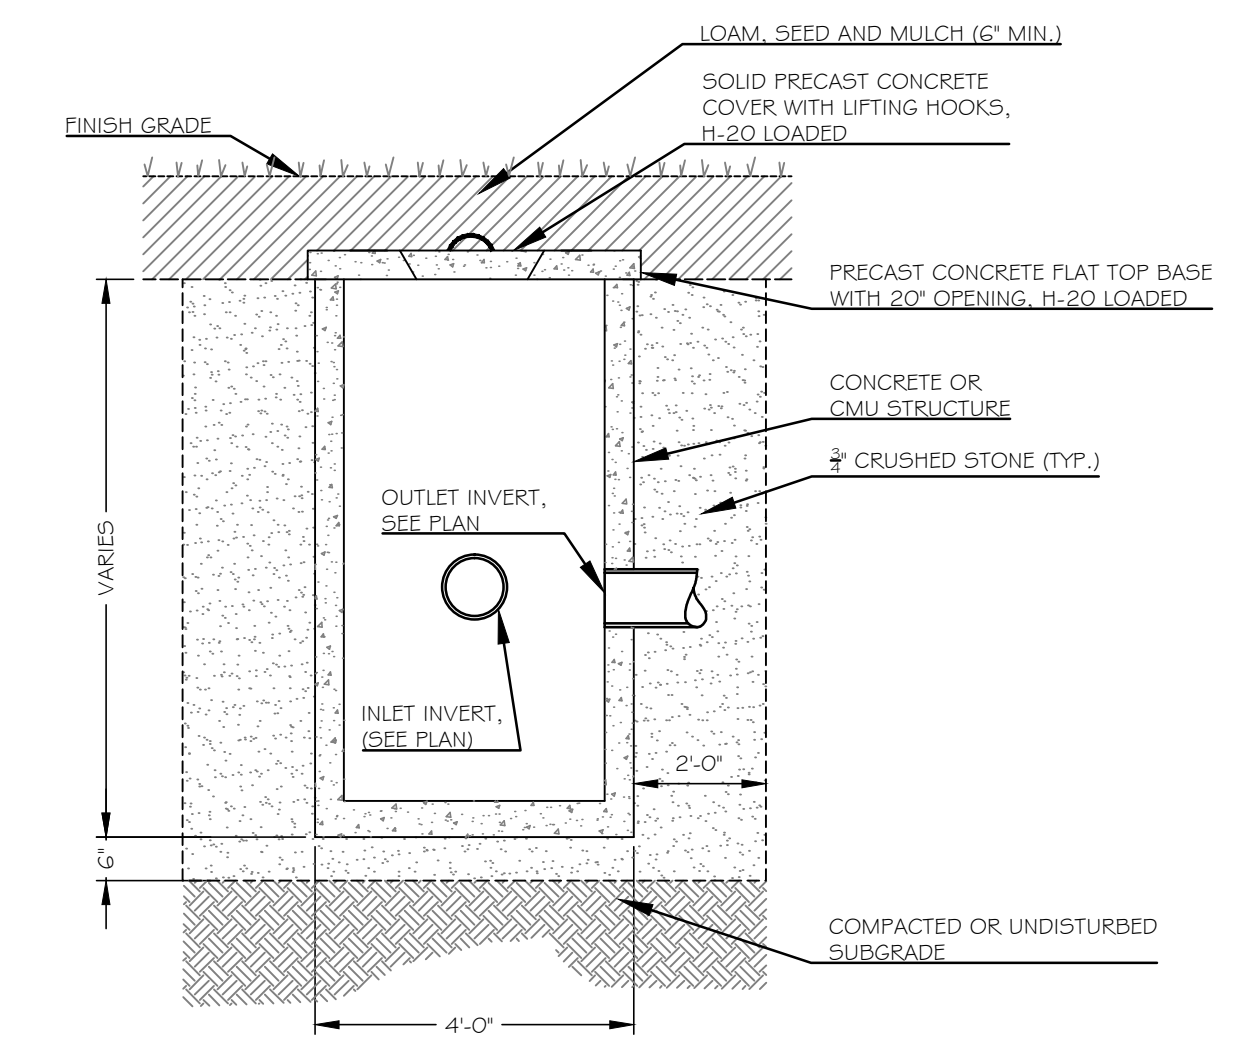 LOAM, SEED AND MULCH (6" MIN.)
SOLID PRECAST CONCRETE
COVER WITH LIFTING HOOKS,
H-20 LOADED
FINISH GRADE
PRECAST CONCRETE FLAT TOP BASE
WITH 20" OPENING, H-20 LOADED
CONCRETE OR
CMU STRUCTURE
3/4" CRUSHED STONE (TYP.)
OUTLET INVERT,
SEE PLAN
VARIES
INLET INVERT,
(SEE PLAN)
2'-0"
6"
COMPACTED OR UNDISTURBED
SUBGRADE
4'-0"